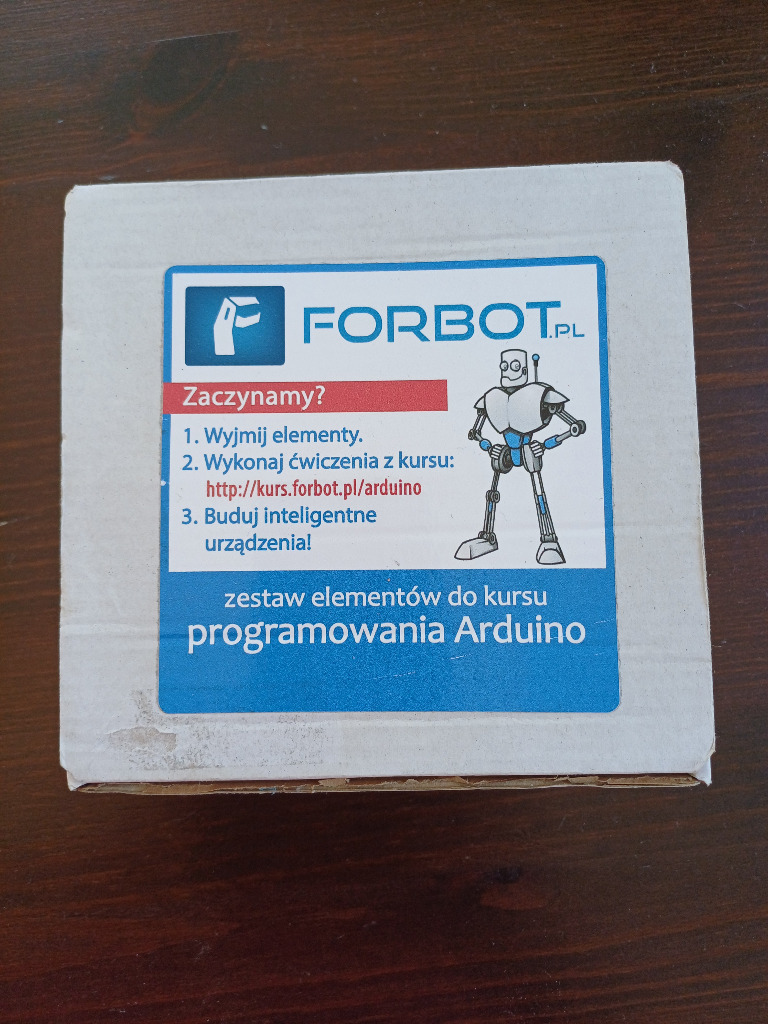 FORBOT.PL
Zaczynamy?
1. Wyjmij elementy.
2. Wykonaj ćwiczenia z kursu:
http://kurs.forbot.pl/arduino
3. Buduj inteligentne
urządzenia!
zestaw elementów do kursu
programowania Arduino